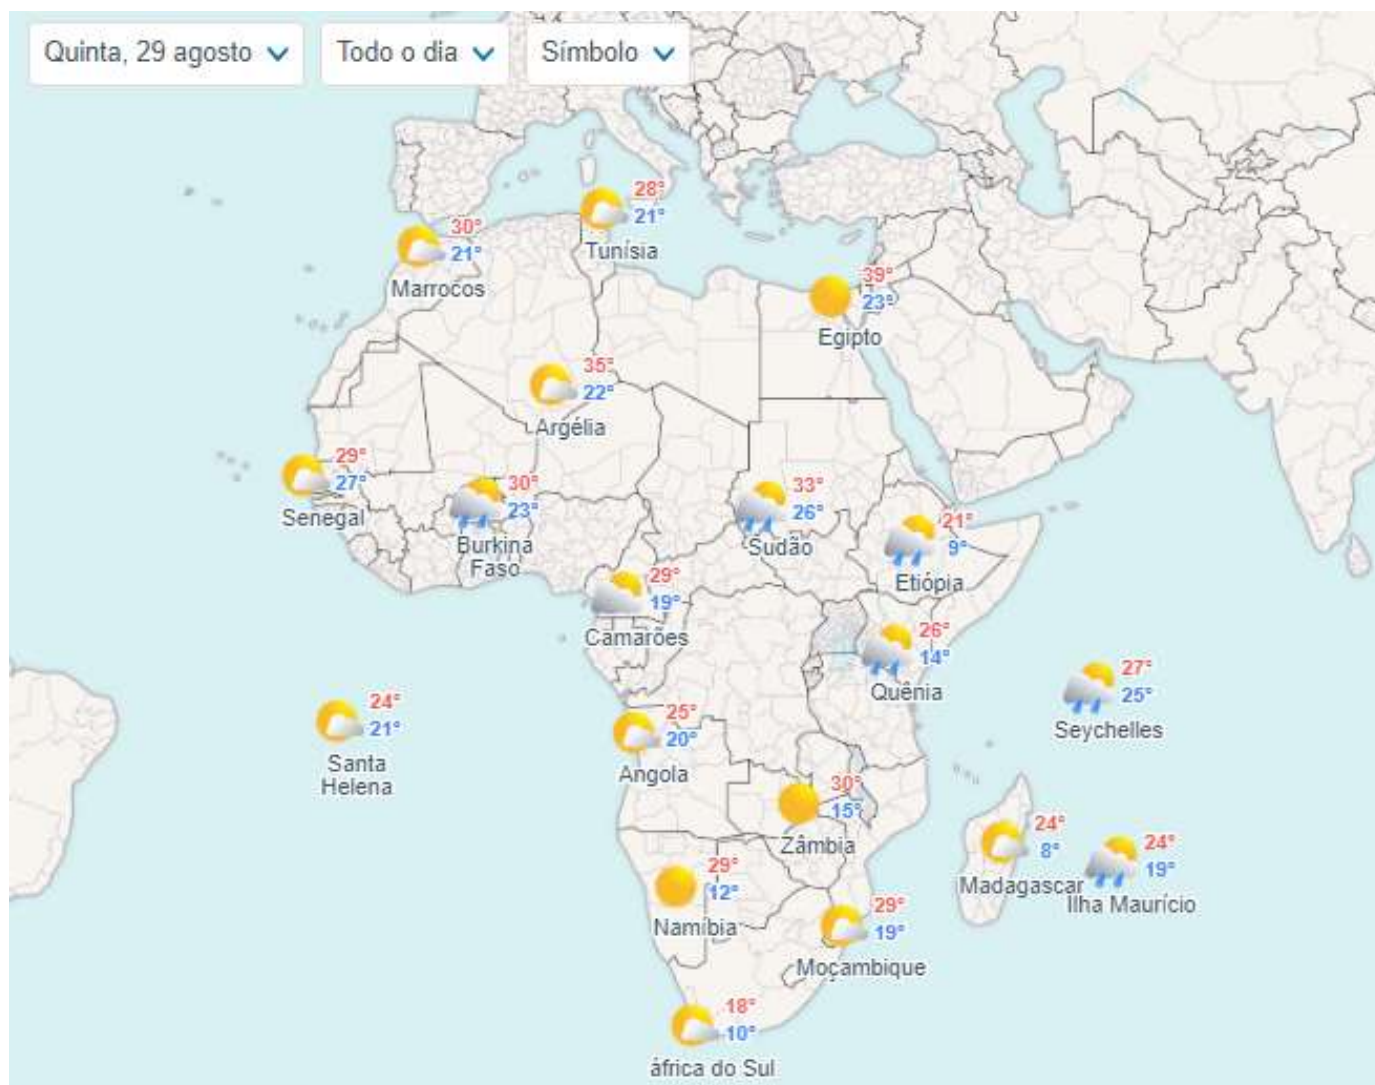 Quinta, 29 agosto
Todo o dia
Símbolo
28°
21°
Tunísia
30°
21°
Marrocos
39°
23°
Egipto
35°
22°
Argélia
29°
27°
Senegal
30°
23°
Burkina
Faso
33°
26°
Sudão
21°
9°
Etiópia
29°
19°
Camarões
26°
14°
Quênia
27°
25°
Seychelles
24°
21°
Santa
Helena
25°
20°
Angola
30°
15°
Zâmbia
24°
8°
Madagascar
24°
19°
Ilha Maurício
29°
12°
Namíbia
29°
19°
Moçambique
18°
10°
áfrica do Sul